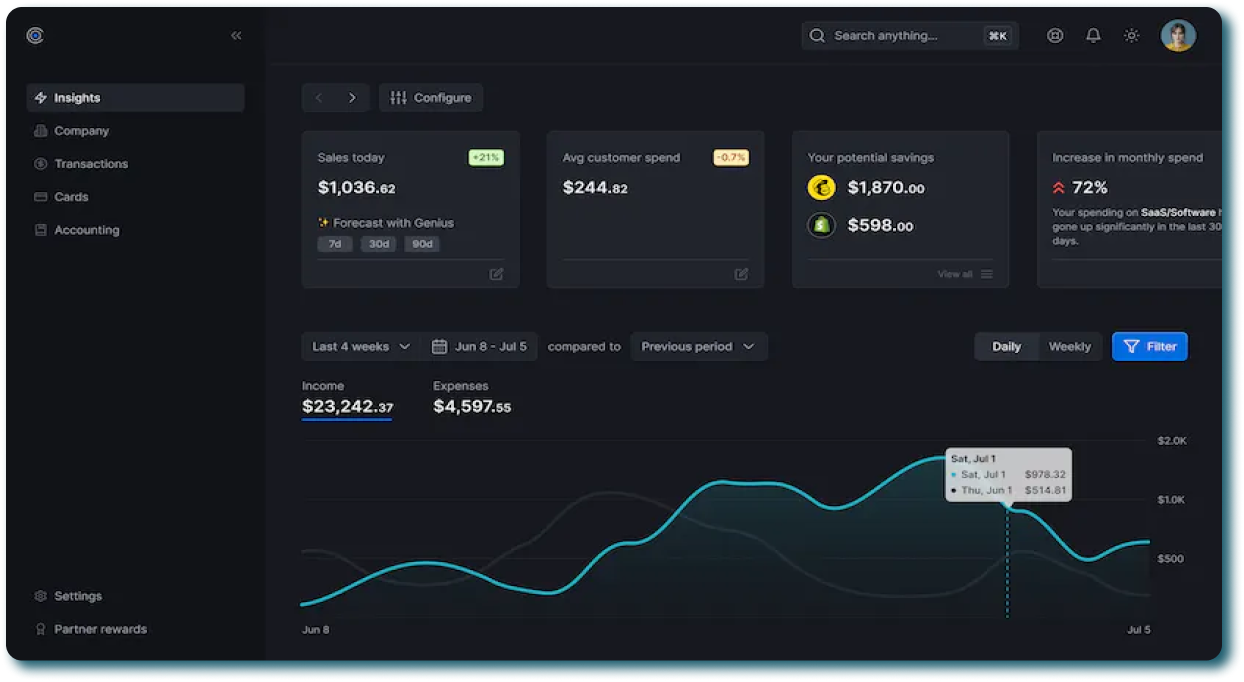 Search anything... ⌘K
Insights
Company
Transactions
Cards
Accounting
Settings
Partner rewards
Configure
Sales today +21%
$1,036.62
Forecast with Genius
7d 30d 90d
Avg customer spend -0.7%
$244.82
Your potential savings
$1,870.00
$598.00
View all
Increase in monthly spend
72%
Your spending on SaaS/Software h
gone up significantly in the last 30
days.
Last 4 weeks Jun 8 - Jul 5 compared to Previous period Daily Weekly Filter
Income Expenses
$23,242.37 $4,597.55
$2.0K
Sat, Jul 1
Sat, Jul 1 $978.32
Thu, Jun 1 $514.81
$1.0K
$500
Jun 8 Jul 5